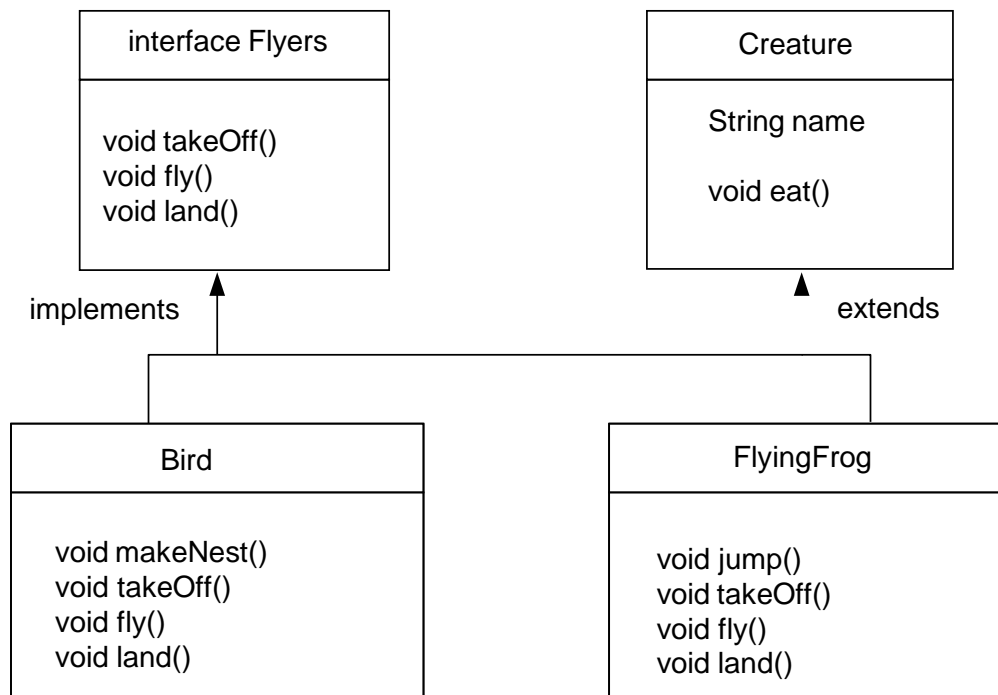 interface Flyers
void takeOff()
void fly()
void land()
Creature
String name
void eat()
implements
extends
Bird
void makeNest()
void takeOff()
void fly()
void land()
FlyingFrog
void jump()
void takeOff()
void fly()
void land()